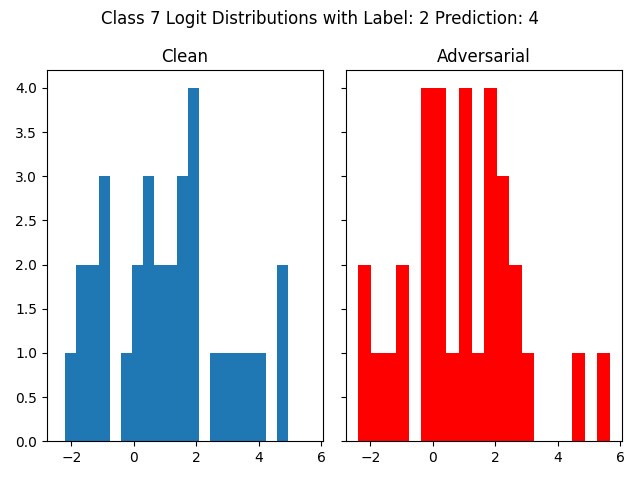 Class 7 Logit Distributions with Label: 2 Prediction: 4
Clean
Adversarial
4.0
3.5
3.0
2.5
2.0
1.5
1.0
0.5
0.0
−2 0 2 4 6
−2 0 2 4 6